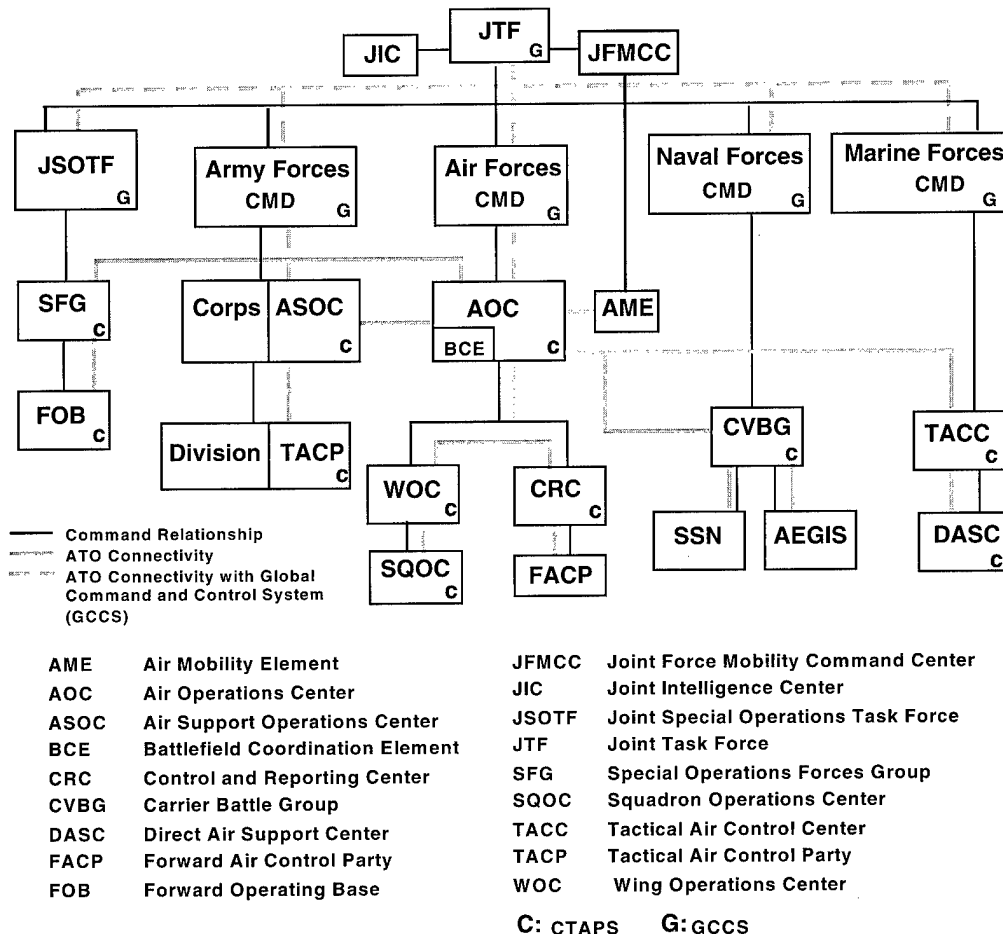 JTF
JIC
G
JFMCC
JSOTF
G
Army Forces
CMD
G
Air Forces
CMD
G
Naval Forces
CMD
G
Marine Forces
CMD
G
SFG
C
Corps
ASOC
C
AOC
BCE
C
AME
FOB
C
Division
TACP
C
WOC
C
CRC
C
CVBG
C
TACC
C
SQOC
C
FACP
SSN
AEGIS
DASC
C
Command Relationship
ATO Connectivity
ATO Connectivity with Global
Command and Control System
(GCCS)
AME Air Mobility Element
AOC Air Operations Center
ASOC Air Support Operations Center
BCE Battlefield Coordination Element
CRC Control and Reporting Center
CVBG Carrier Battle Group
DASC Direct Air Support Center
FACP Forward Air Control Party
FOB Forward Operating Base
JFMCC Joint Force Mobility Command Center
JIC Joint Intelligence Center
JSOTF Joint Special Operations Task Force
JTF Joint Task Force
SFG Special Operations Forces Group
SQOC Squadron Operations Center
TACC Tactical Air Control Center
TACP Tactical Air Control Party
WOC Wing Operations Center
C: CTAPS G: GCCS